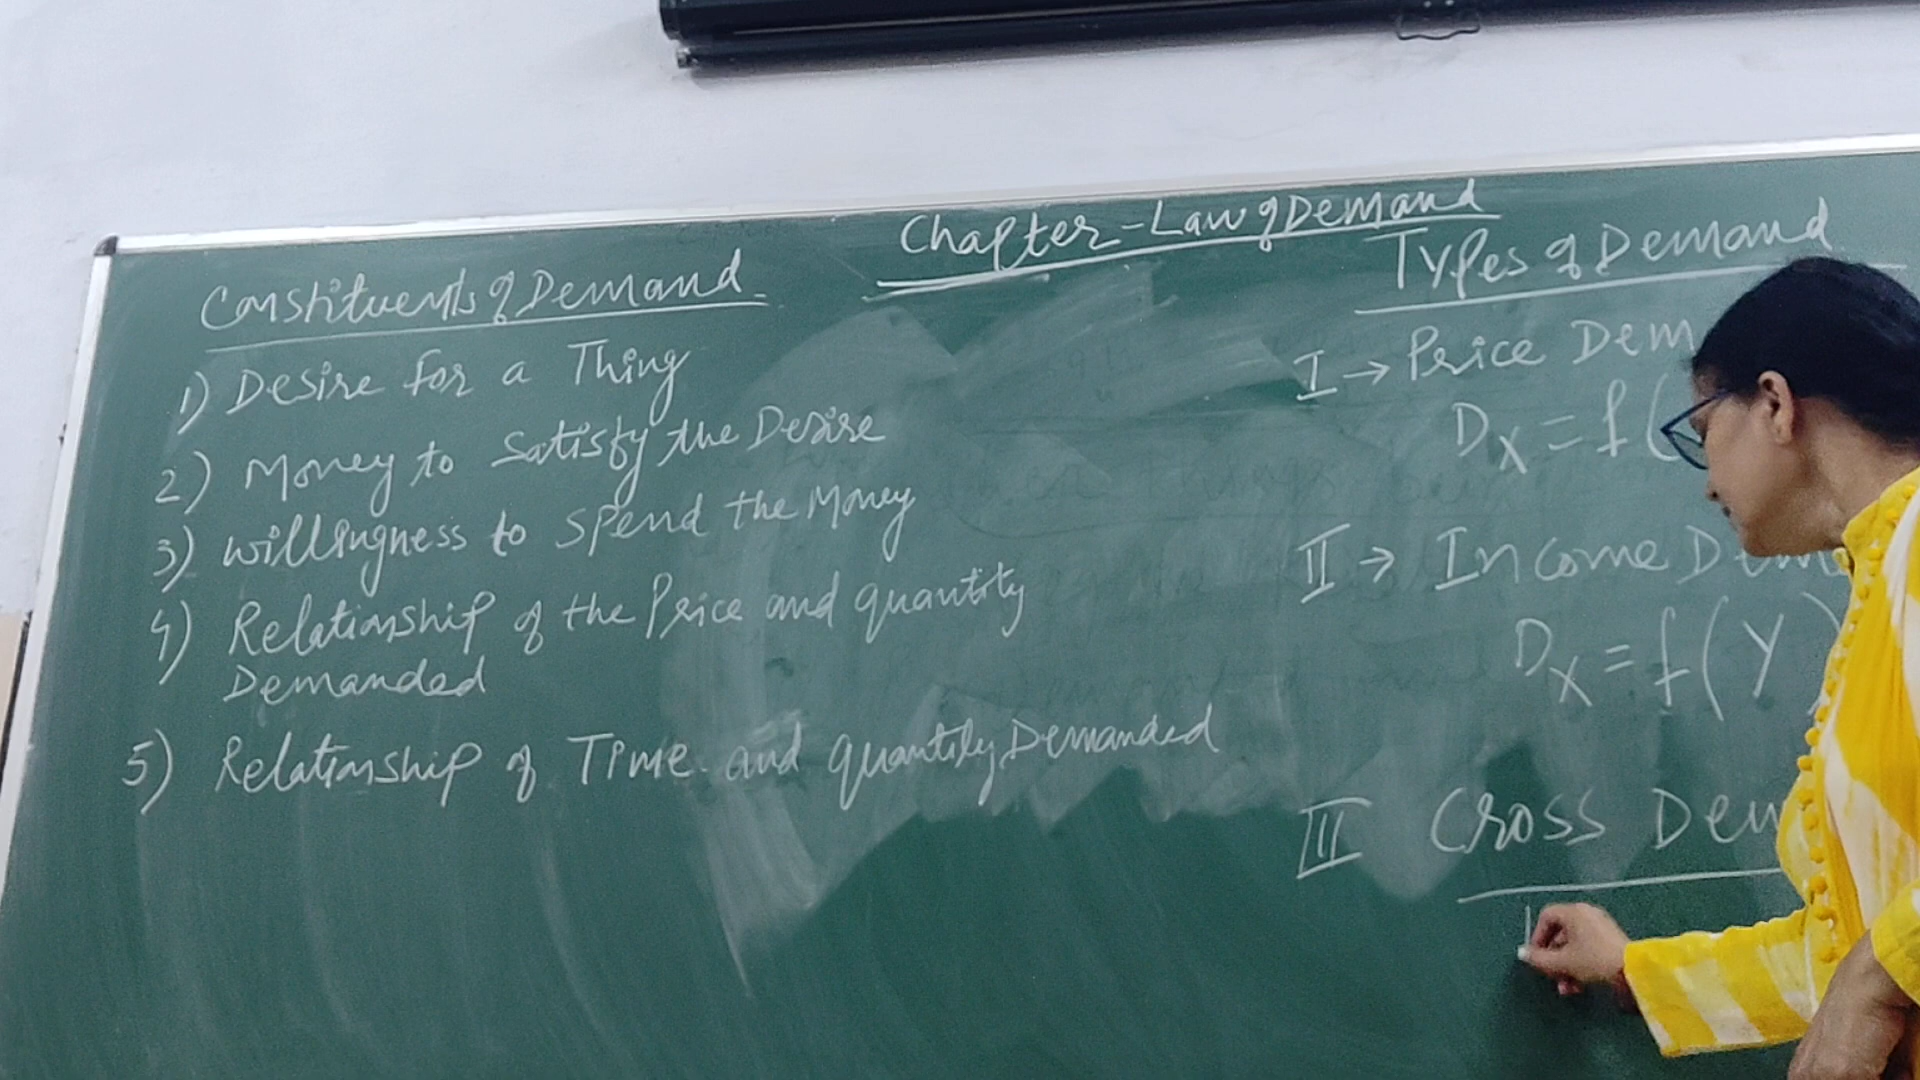 Chapter - Law of Demand
Constituents of Demand
1) Desire for a Thing
2) Money to satisfy the Desire
3) Willingness to spend the Money
4) Relationship of the Price and quantity
Demanded
5) Relationship of Time and quantity Demanded
Types of Demand
I → Price Dem
Dx = f(
II → Income Dem
Dx = f(Y)
III Cross Dem